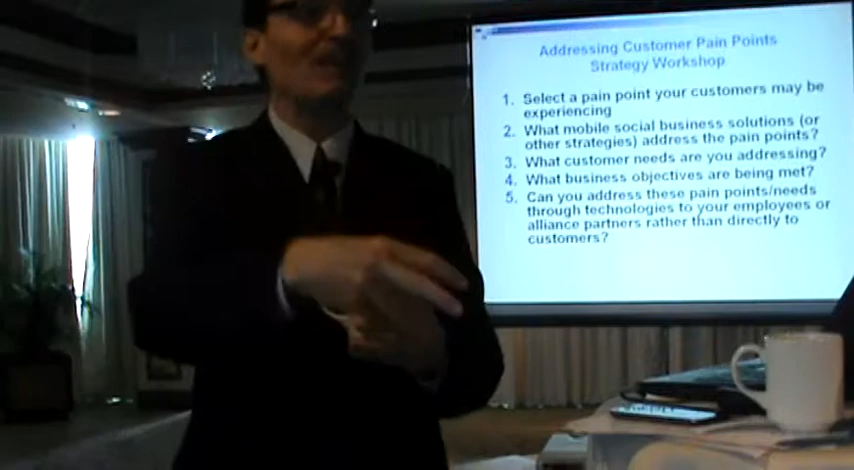 Addressing Customer Pain Points
Strategy Workshop
1. Select a pain point your customers may be
experiencing
2. What mobile social business solutions (or
other strategies) address the pain points?
3. What customer needs are you addressing?
4. What business objectives are being met?
5. Can you address these pain points/needs
through technologies to your employees or
alliance partners rather than directly to
customers?